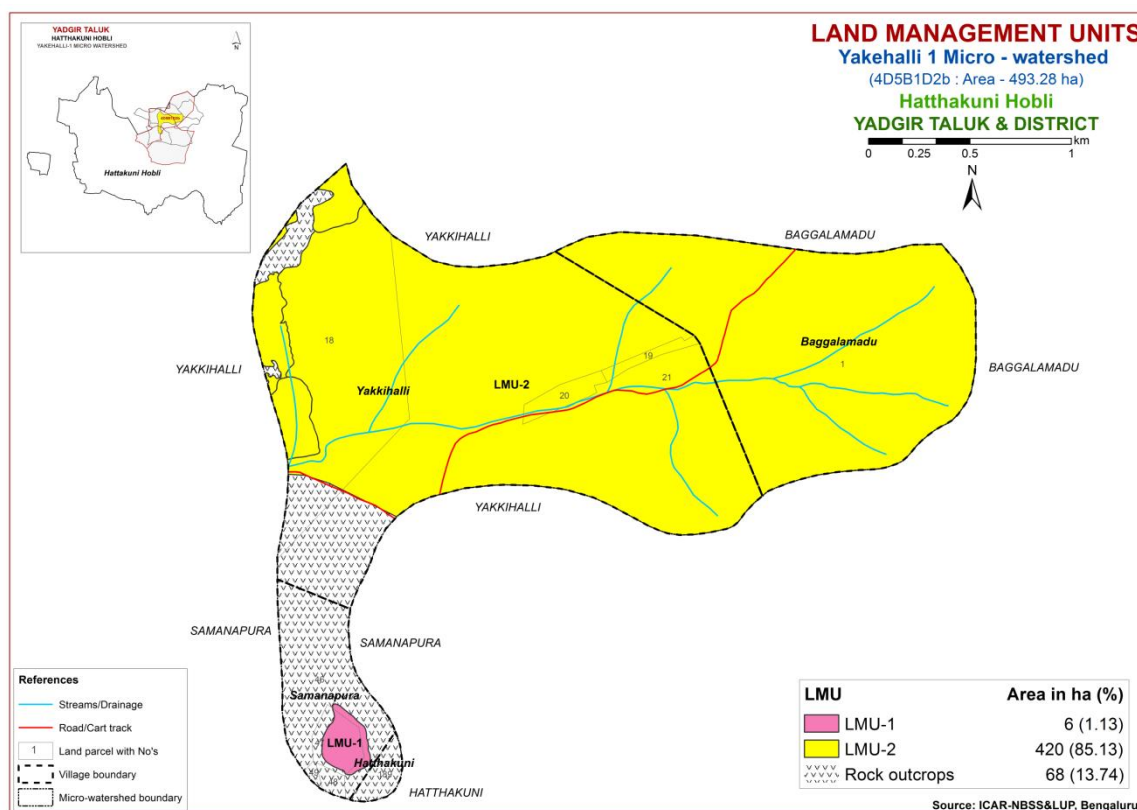 YADGIR TALUK
HATTHAKUNI HOBLI
YAKEHALLI-1 MICRO WATERSHED
N
Hattakuni Hobli
LAND MANAGEMENT UNITS
Yakehalli 1 Micro - watershed
(4D5B1D2b : Area - 493.28 ha)
Hatthakuni Hobli
YADGIR TALUK & DISTRICT
km
0 0.25 0.5 1
N
YAKKIHALLI
BAGGALAMADU
18
19
Baggalamadu
YAKKIHALLI
BAGGALAMADU
1
21
LMU-2
Yakkihalli
20
YAKKIHALLI
SAMANAPURA
SAMANAPURA
Samanapura
LMU-1
Hatthakuni
HATTHAKUNI
References
Streams/Drainage
Road/Cart track
1 Land parcel with No's
Village boundary
Micro-watershed boundary
LMU Area in ha (%)
LMU-1 6 (1.13)
LMU-2 420 (85.13)
Rock outcrops 68 (13.74)
Source: ICAR-NBSS&LUP, Bengaluru